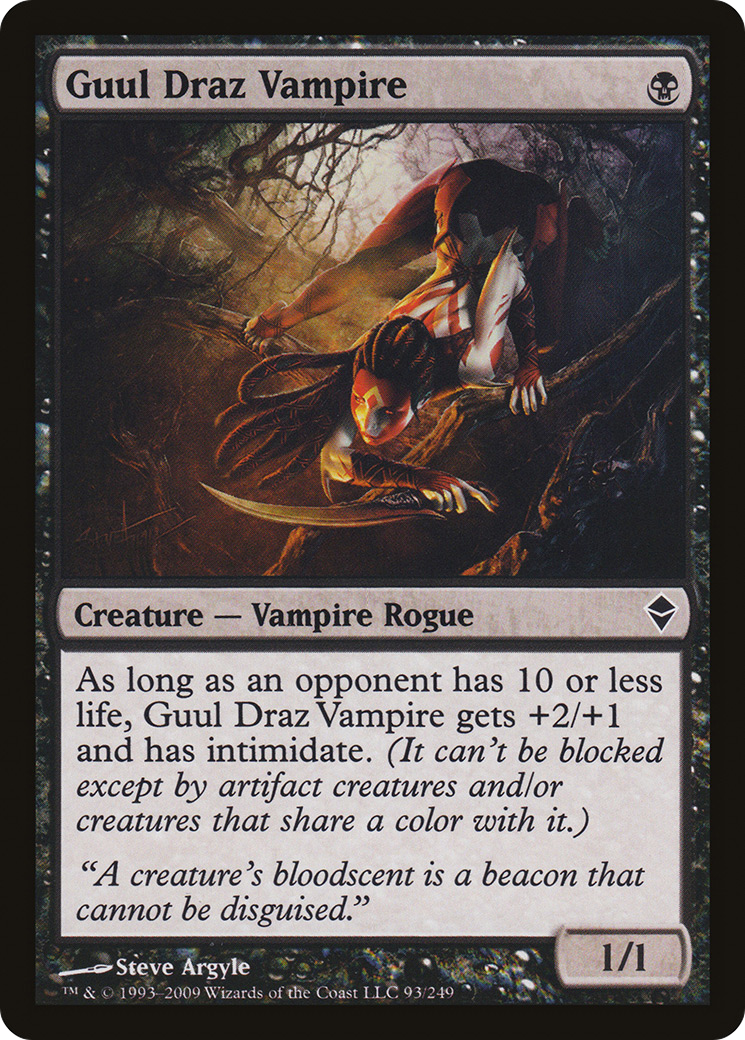 Guul Draz Vampire
Creature — Vampire Rogue
As long as an opponent has 10 or less
life, Guul Draz Vampire gets +2/+1
and has intimidate. (It can't be blocked
except by artifact creatures and/or
creatures that share a color with it.)
“A creature's bloodscent is a beacon that
cannot be disguised.”
1/1
Steve Argyle
™ & © 1993–2009 Wizards of the Coast LLC 93/249